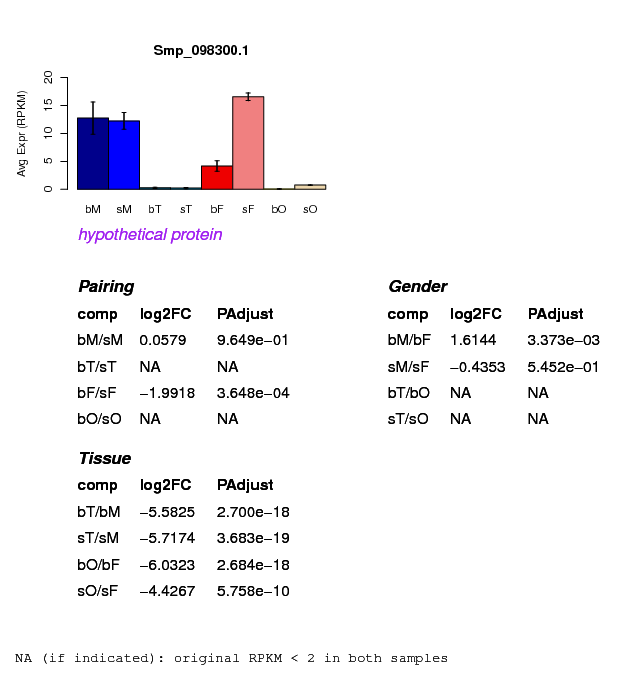 Smp_098300.1
Avg Expr (RPKM)
20
15
10
5
0
bM sM bT sT bF sF bO sO
hypothetical protein
Pairing
comp log2FC PAdjust
bM/sM 0.0579 9.649e−01
bT/sT NA NA
bF/sF −1.9918 3.648e−04
bO/sO NA NA
Gender
comp log2FC PAdjust
bM/bF 1.6144 3.373e−03
sM/sF −0.4353 5.452e−01
bT/bO NA NA
sT/sO NA NA
Tissue
comp log2FC PAdjust
bT/bM −5.5825 2.700e−18
sT/sM −5.7174 3.683e−19
bO/bF −6.0323 2.684e−18
sO/sF −4.4267 5.758e−10
NA (if indicated): original RPKM < 2 in both samples